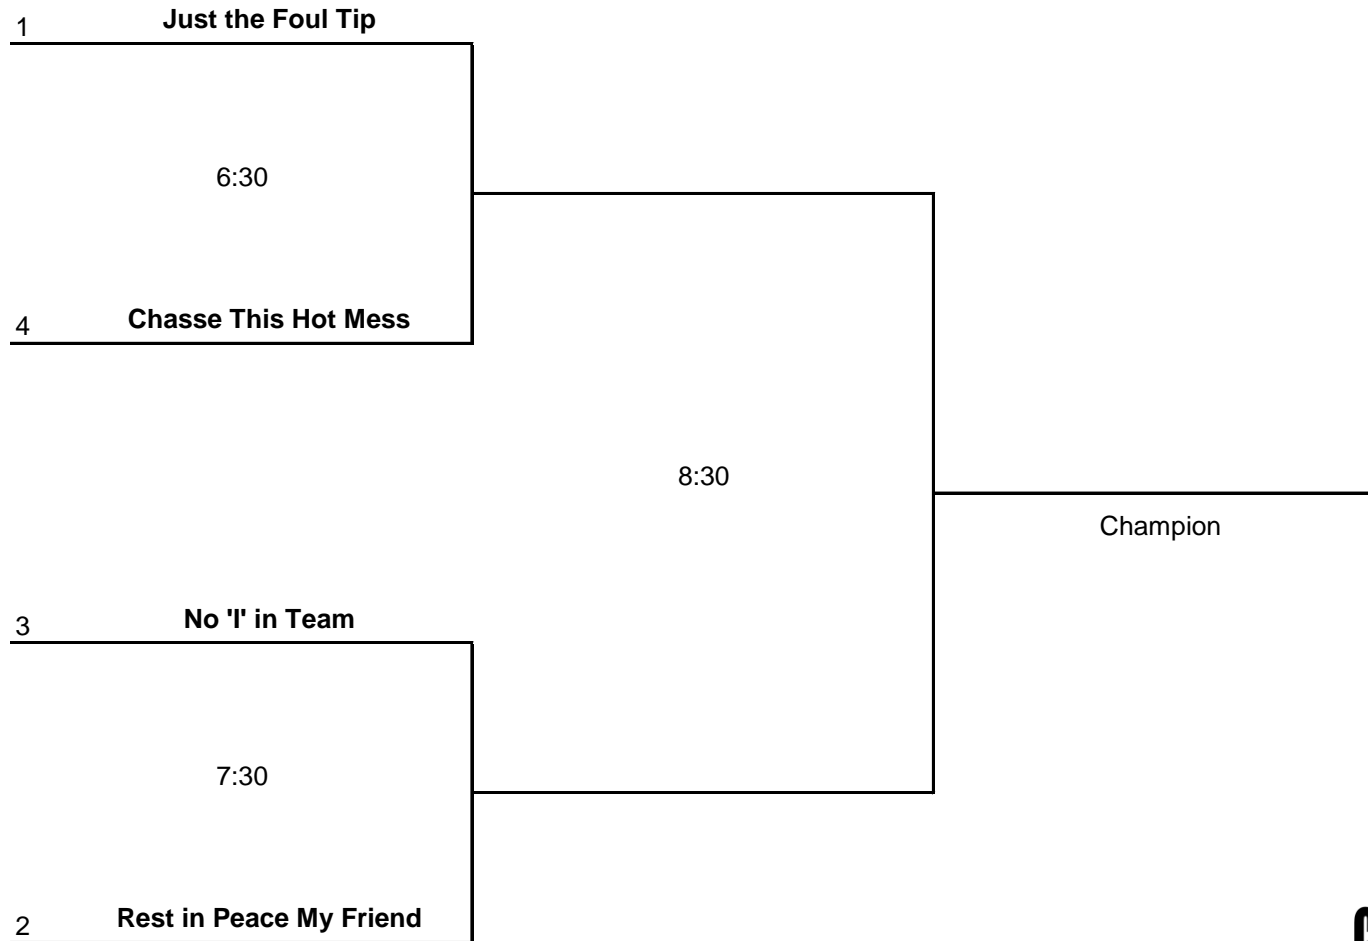 1 Just the Foul Tip
6:30
4 Chasse This Hot Mess
8:30
Champion
3 No 'I' in Team
7:30
2 Rest in Peace My Friend